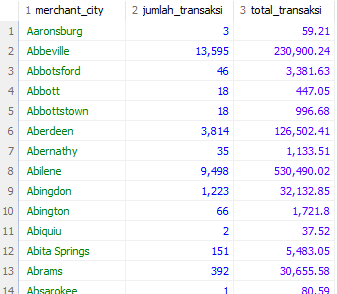 1 merchant_city 2 jumlah_transaksi 3 total_transaksi
1 Aaronsburg 3 59.21
2 Abbeville 13,595 230,900.24
3 Abbotsford 46 3,381.63
4 Abbott 18 447.05
5 Abbottstown 18 996.68
6 Aberdeen 3,814 126,502.41
7 Abernathy 35 1,133.51
8 Abilene 9,498 530,490.02
9 Abingdon 1,223 32,132.85
10 Abington 66 1,721.8
11 Abiquiu 2 37.52
12 Abita Springs 151 5,483.05
13 Abrams 392 30,655.58
14 Absarokee 1 80.59